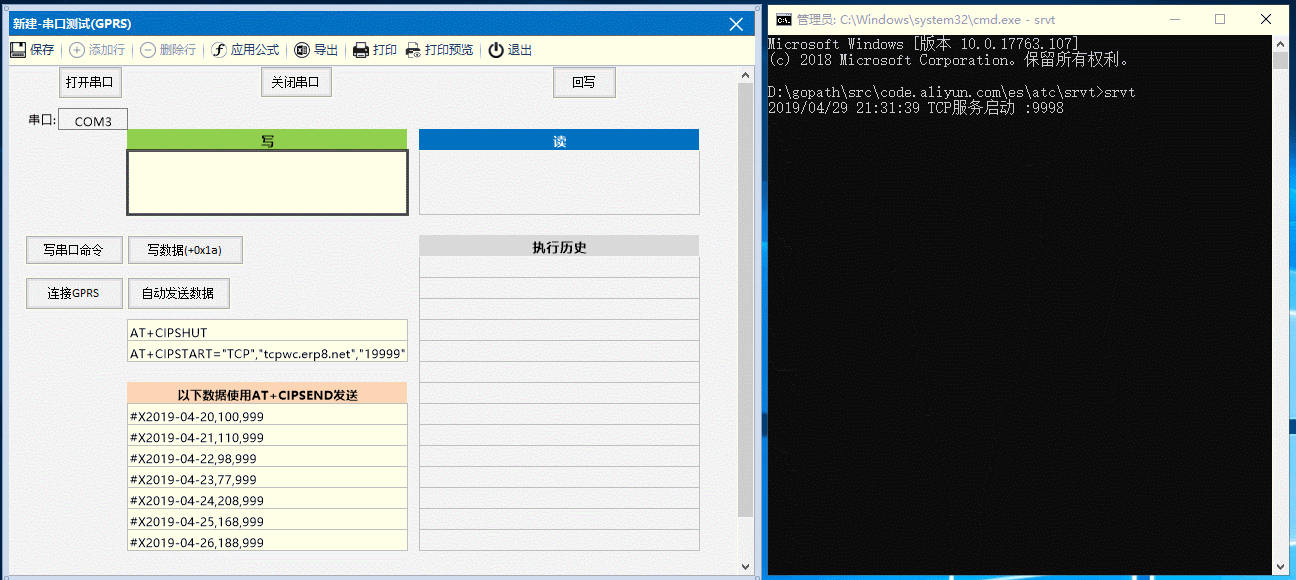 新建-串口测试(GPRS)
保存 添加行 删除行 应用公式 导出 打印 打印预览 退出
打开串口 关闭串口 回写
串口: COM3
写 读
写串口命令 写数据(+0x1a)
执行历史
连接GPRS 自动发送数据
AT+CIPSHUT
AT+CIPSTART="TCP","tcpwc.erp8.net","19999"
以下数据使用AT+CIPSEND发送
#X2019-04-20,100,999
#X2019-04-21,110,999
#X2019-04-22,98,999
#X2019-04-23,77,999
#X2019-04-24,208,999
#X2019-04-25,168,999
#X2019-04-26,188,999
管理员: C:\Windows\system32\cmd.exe - srvt
Microsoft Windows [版本 10.0.17763.107]
(c) 2018 Microsoft Corporation。保留所有权利。
D:\gopath\src\code.aliyun.com\es\atc\srvt>srvt
2019/04/29 21:31:39 TCP服务启动 :9998